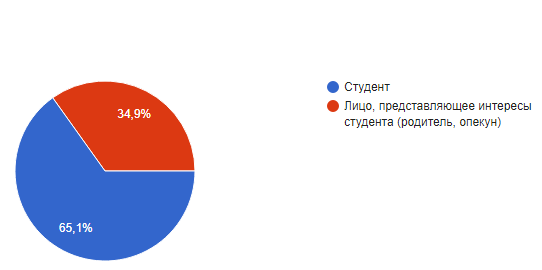 34,9%
65,1%
Студент
Лицо, представляющее интересы
студента (родитель, опекун)